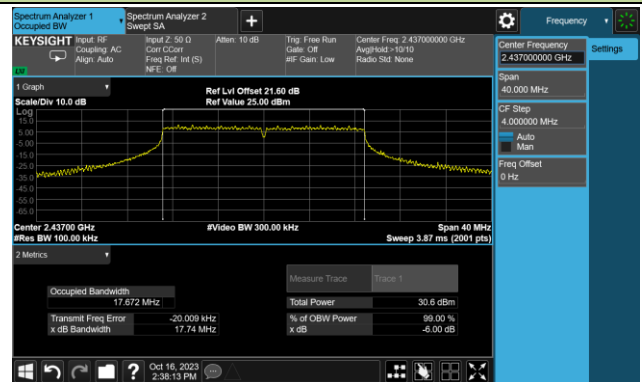 Spectrum Analyzer 1
Occupied BW
Spectrum Analyzer 2
Swept SA
Frequency
KEYSIGHT
Input: RF
Coupling: AC
Align: Auto
Input Z: 50 Ω
Corr CCorr
Freq Ref: Int (S)
NFE: Off
Atten: 10 dB
Trig: Free Run
Gate: Off
#IF Gain: Low
Center Freq: 2.437000000 GHz
Avg|Hold:>10/10
Radio Std: None
Center Frequency
2.437000000 GHz
Settings
Span
40.000 MHz
CF Step
4.000000 MHz
Auto
Man
Freq Offset
0 Hz
1 Graph
Scale/Div 10.0 dB
Ref Lvl Offset 21.60 dB
Ref Value 25.00 dBm
Log
15.0
5.00
-5.00
-15.0
-25.0
-35.0
-45.0
-55.0
-65.0
Center 2.43700 GHz
#Res BW 100.00 kHz
#Video BW 300.00 kHz
Span 40 MHz
Sweep 3.87 ms (2001 pts)
2 Metrics
Measure Trace
Trace 1
Occupied Bandwidth
17.672 MHz
Total Power
30.6 dBm
Transmit Freq Error
-20.009 kHz
% of OBW Power
99.00 %
x dB Bandwidth
17.74 MHz
x dB
-6.00 dB
Oct 16, 2023
2:38:13 PM